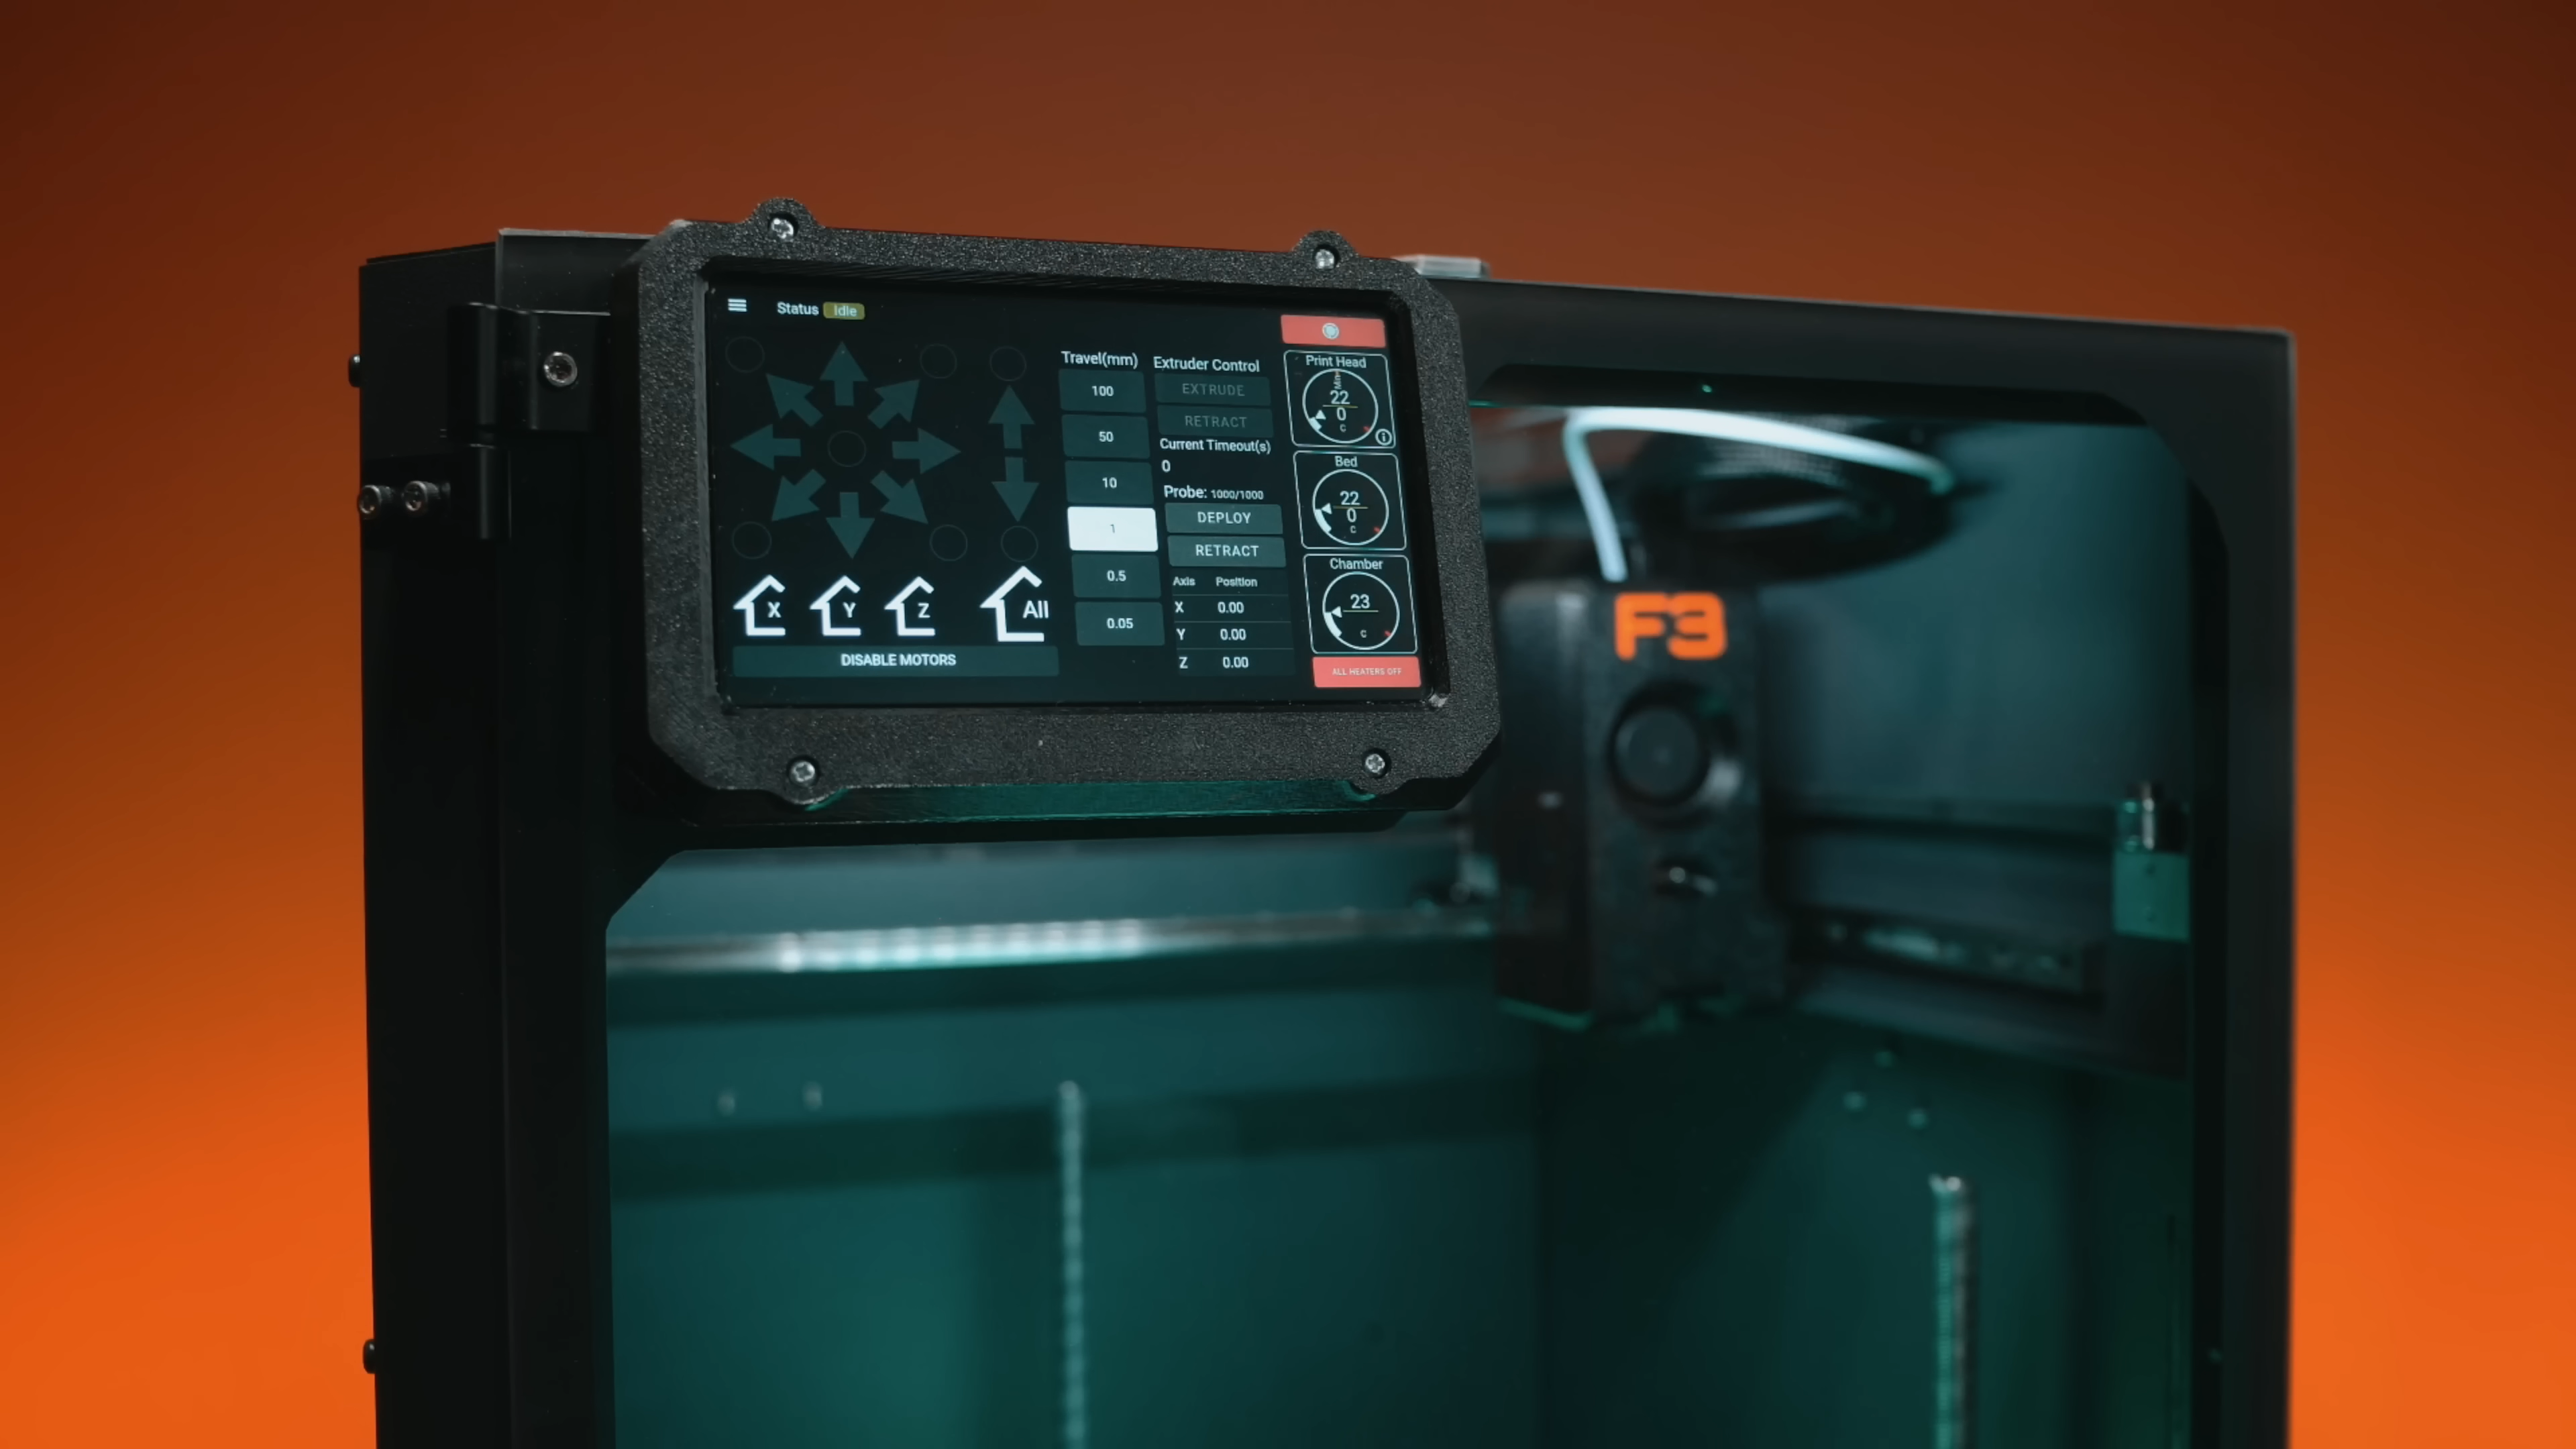 Status Idle
Travel(mm)
100
50
10
1
0.5
0.05
Extruder Control
EXTRUDE
RETRACT
Current Timeout(s)
0
Probe: 1000/1000
DEPLOY
RETRACT
Axis Position
X 0.00
Y 0.00
Z 0.00
X Y Z All
DISABLE MOTORS
Print Head
22
0
C
Bed
22
0
C
Chamber
23
C
ALL HEATERS OFF
F3